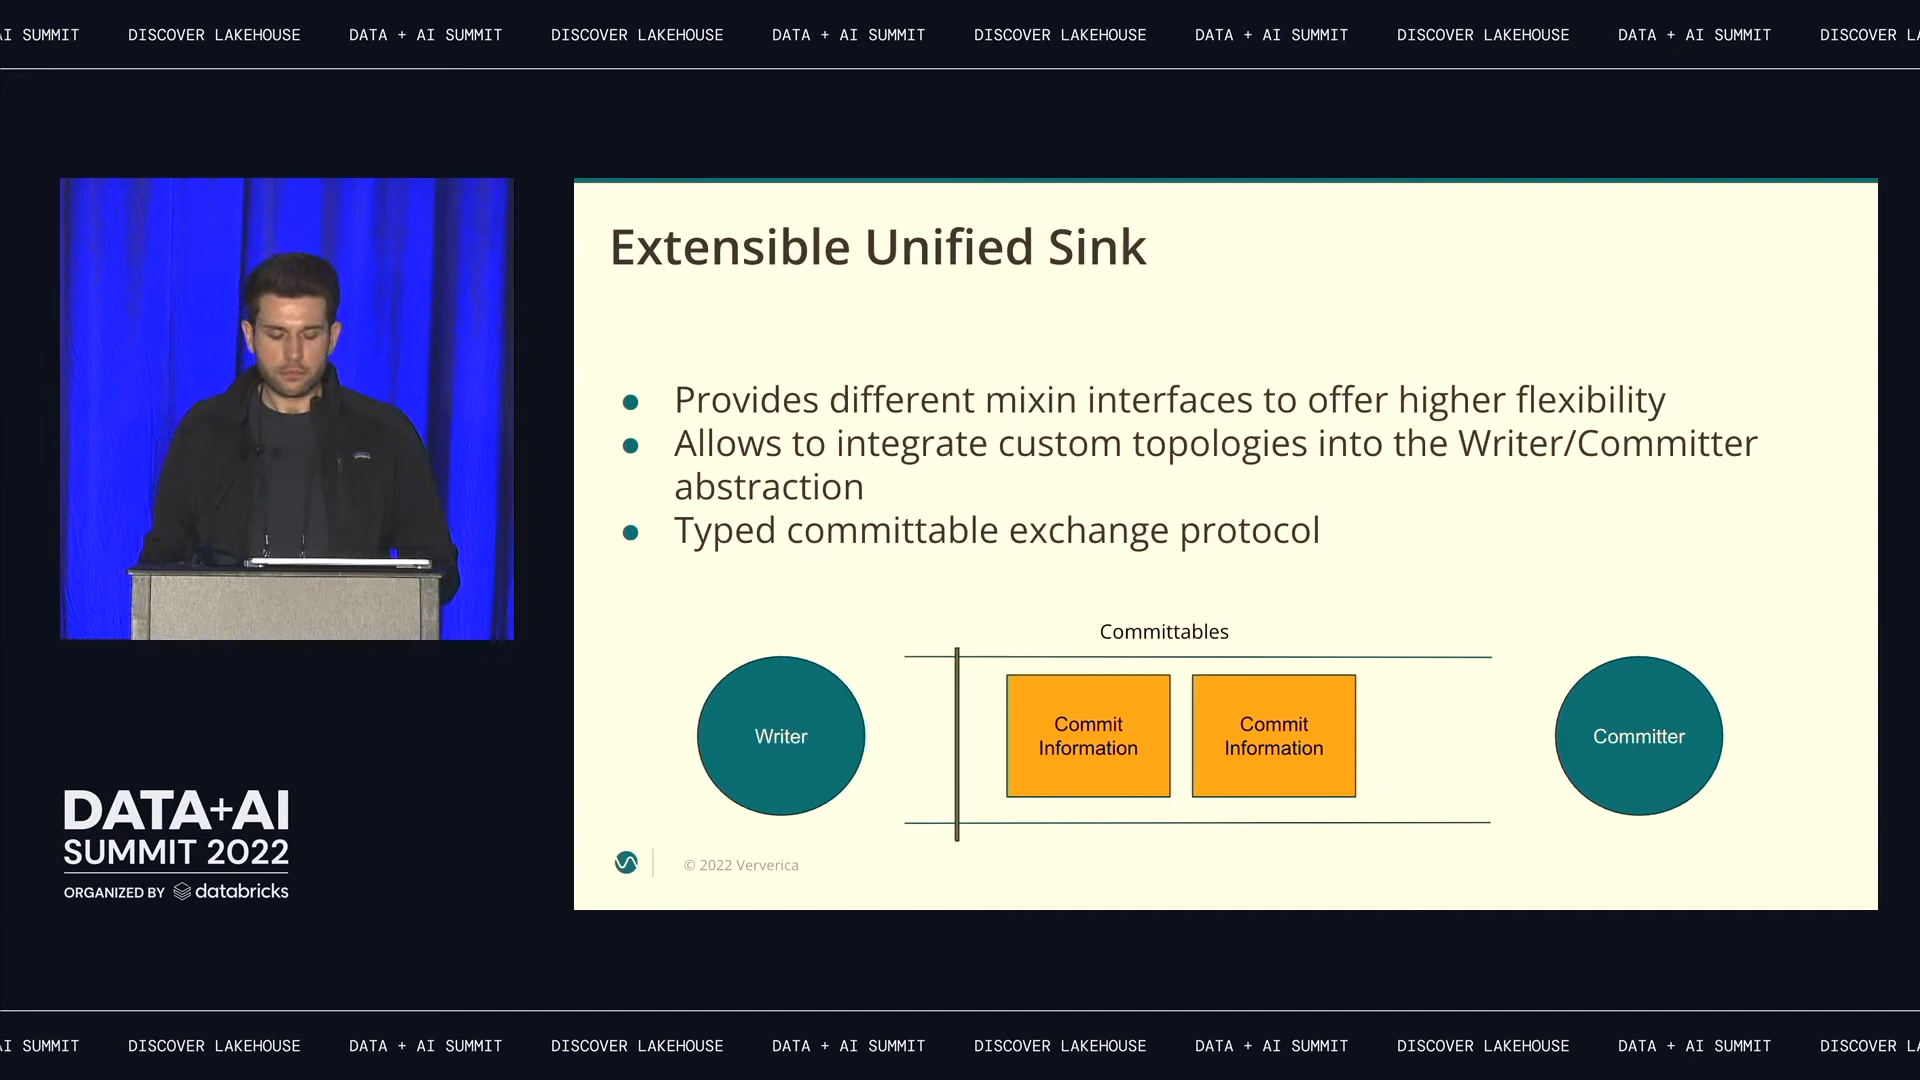 AI SUMMIT DISCOVER LAKEHOUSE DATA + AI SUMMIT DISCOVER LAKEHOUSE DATA + AI SUMMIT DISCOVER LAKEHOUSE DATA + AI SUMMIT DISCOVER LAKEHOUSE DATA + AI SUMMIT DISCOVER LA
Extensible Unified Sink
● Provides different mixin interfaces to offer higher flexibility
● Allows to integrate custom topologies into the Writer/Committer
abstraction
● Typed committable exchange protocol
Committables
Writer
Commit
Information
Commit
Information
Committer
© 2022 Ververica
DATA+AI
SUMMIT 2022
ORGANIZED BY databricks
AI SUMMIT DISCOVER LAKEHOUSE DATA + AI SUMMIT DISCOVER LAKEHOUSE DATA + AI SUMMIT DISCOVER LAKEHOUSE DATA + AI SUMMIT DISCOVER LAKEHOUSE DATA + AI SUMMIT DISCOVER LA